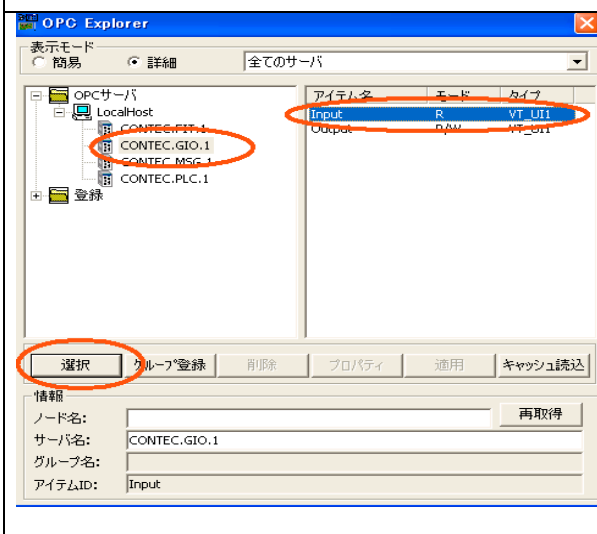 OPC Explorer
表示モード
簡易 詳細 全てのサーバ
OPCサーバ
LocalHost
CONTEC.FIT.1
CONTEC.GIO.1
CONTEC.MSG.1
CONTEC.PLC.1
登録
アイテム名 モード タイプ
Input R VT_UI1
Output R/W VT_UI1
選択 グループ登録 削除 プロパティ 適用 キャッシュ読込
情報
ノード名: 再取得
サーバ名: CONTEC.GIO.1
グループ名:
アイテムID: Input